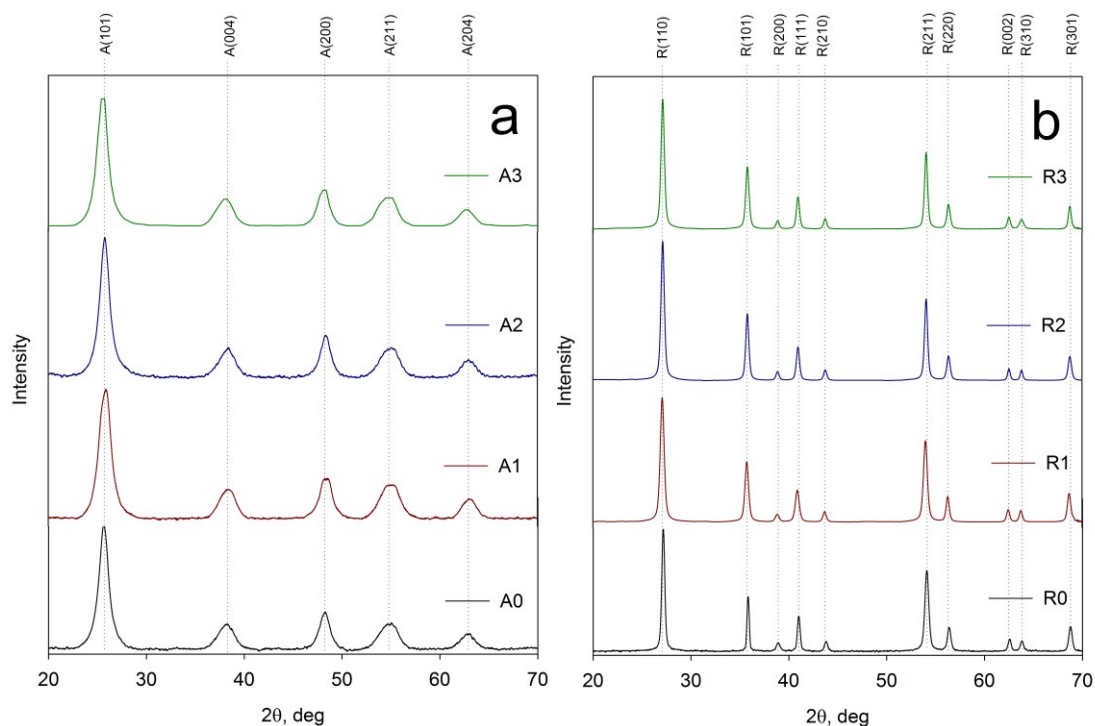 A(101)
A(004)
A(200)
A(211)
A(204)
a
A3
A2
A1
A0
Intensity
20 30 40 50 60 70
2θ, deg
R(110)
R(101)
R(200)
R(111)
R(210)
R(211)
R(220)
R(002)
R(310)
R(301)
b
R3
R2
R1
R0
Intensity
20 30 40 50 60 70
2θ, deg